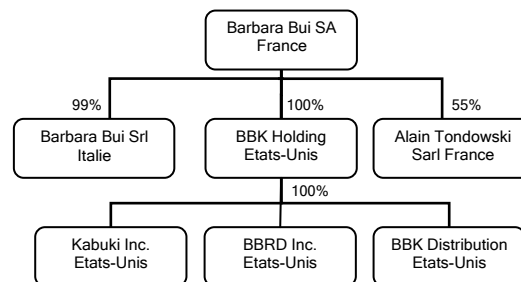 Barbara Bui SA
France
99%
100%
55%
Barbara Bui Srl
Italie
BBK Holding
Etats-Unis
Alain Tondowski
Sarl France
100%
Kabuki Inc.
Etats-Unis
BBRD Inc.
Etats-Unis
BBK Distribution
Etats-Unis